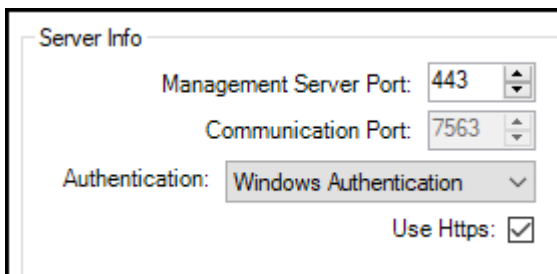 Server Info
Management Server Port: 443
Communication Port: 7563
Authentication: Windows Authentication
Use Https: